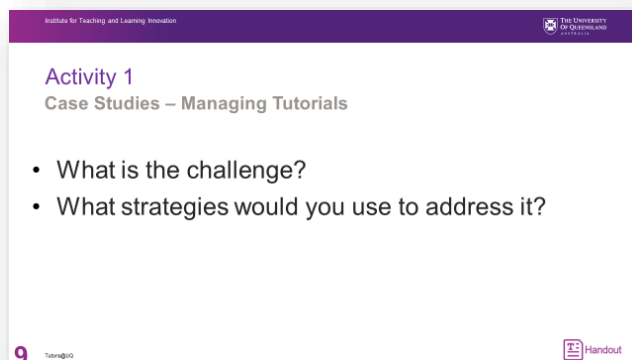 Institute for Teaching and Learning Innovation
THE UNIVERSITY
OF QUEENSLAND
AUSTRALIA
Activity 1
Case Studies – Managing Tutorials
• What is the challenge?
• What strategies would you use to address it?
9
Tutors@UQ
Handout